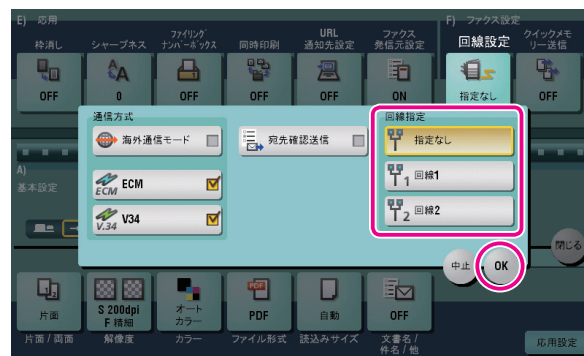 E) 応用
F) ファクス設定
枠消し
シャープネス
ファイリング
ナンバーボックス
同時印刷
URL
通知先設定
ファクス
発信元設定
回線設定
クイックメモ
リー送信
A
OFF
0
OFF
OFF
OFF
ON
指定なし
OFF
通信方式
海外通信モード
ECM
ECM
V.34
V34
宛先確認送信
回線指定
指定なし
1
回線1
2
回線2
中止
OK
閉じる
A)
基本設定
片面
S 200dpi
F 精細
オート
カラー
PDF
PDF
自動
OFF
片面 / 両面
解像度
カラー
ファイル形式
読込みサイズ
文書名 /
件名 / 他
応用設定